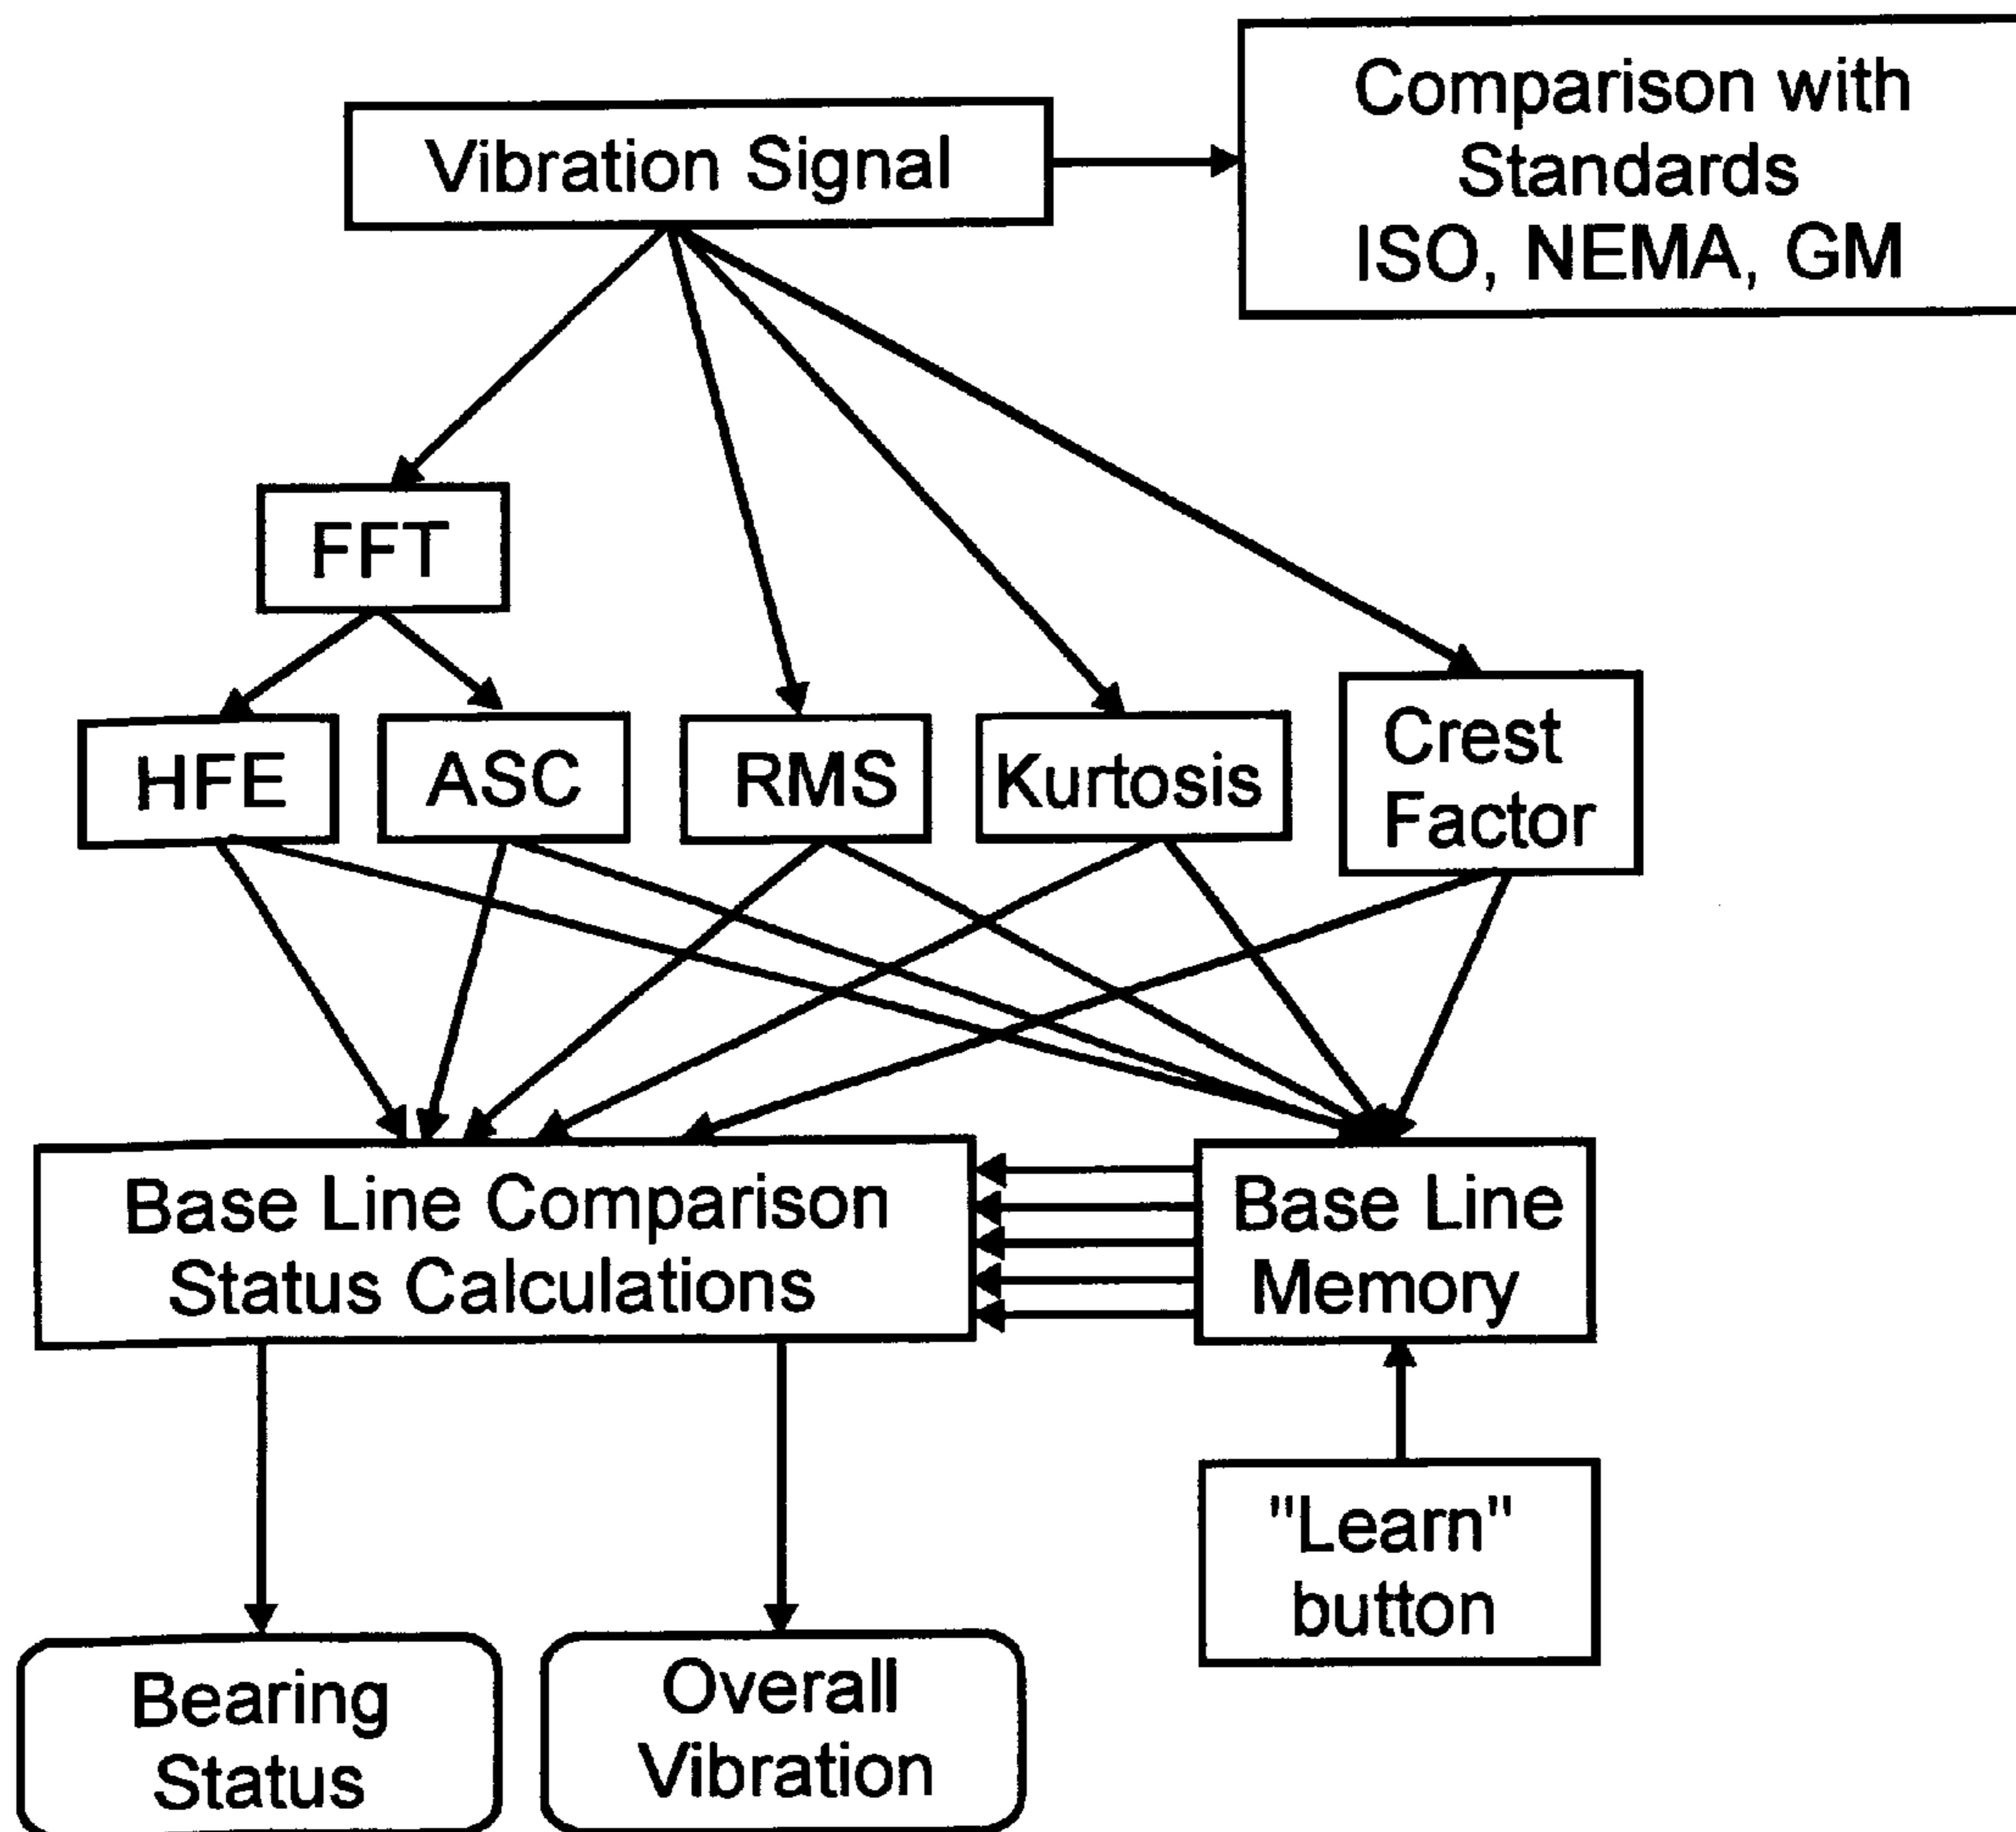 Vibration Signal
Comparison with
Standards
ISO, NEMA, GM
FFT
HFE
ASC
RMS
Kurtosis
Crest
Factor
Base Line Comparison
Status Calculations
Base Line
Memory
"Learn"
button
Bearing
Status
Overall
Vibration